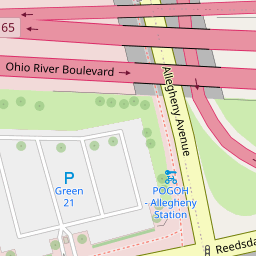 65
Ohio River Boulevard
Allegheny Avenue
P
Green
21
POGOH
- Allegheny
Station
Reedsda